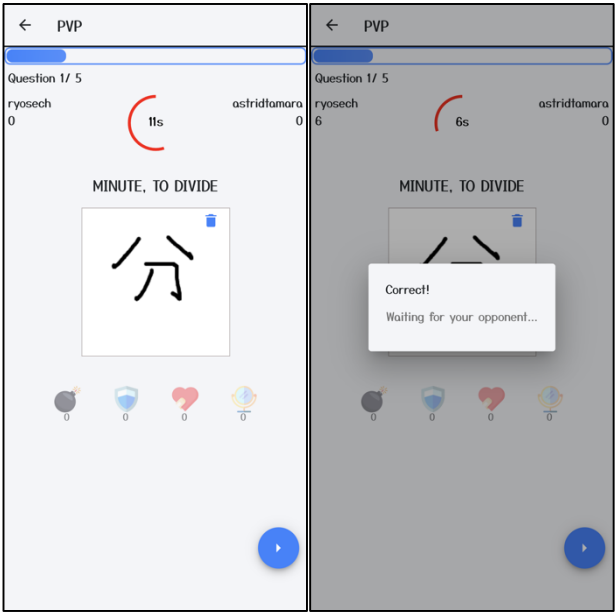 PVP
Question 1/ 5
ryosech astridtamara
0 11s 0
MINUTE, TO DIVIDE
分
0 0 0 0
PVP
Question 1/ 5
ryosech astridtamara
6 6s 0
MINUTE, TO DIVIDE
Correct!
Waiting for your opponent...
0 0 0 0